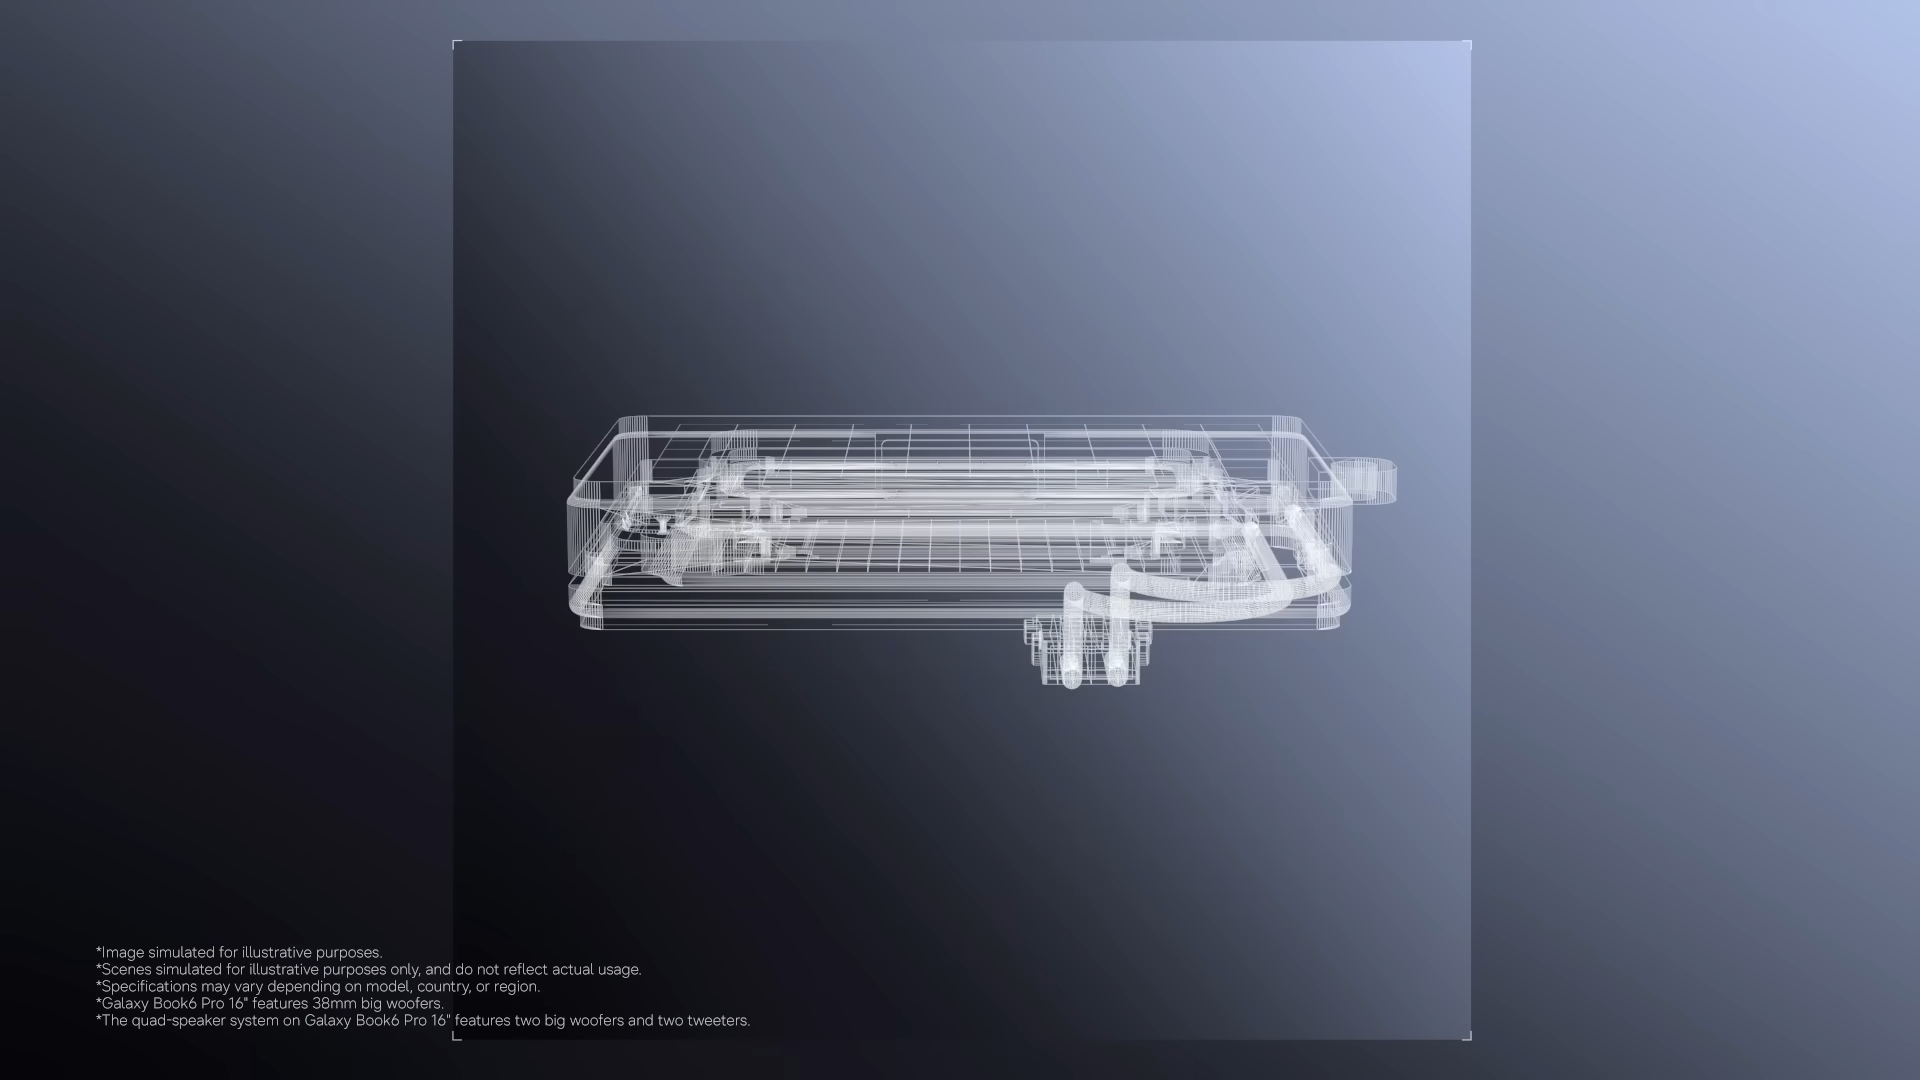 *Image simulated for illustrative purposes.
*Scenes simulated for illustrative purposes only, and do not reflect actual usage.
*Specifications may vary depending on model, country, or region.
*Galaxy Book6 Pro 16" features 38mm big woofers.
*The quad-speaker system on Galaxy Book6 Pro 16" features two big woofers and two tweeters.